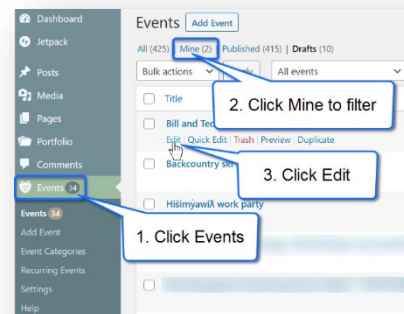 Dashboard
Jetpack
Posts
Media
Pages
Portfolio
Comments
Events 34
Events 34
Add Event
Event Categories
Recurring Events
Settings
Help
Events Add Event
All (425) Mine (2) | Published (415) | Drafts (10)
Bulk actions All events
Title
2. Click Mine to filter
Bill and
Edit | Quick Edit | Trash | Preview | Duplicate
Backcountry
3. Click Edit
Hišimy̓awiƛ work party
1. Click Events